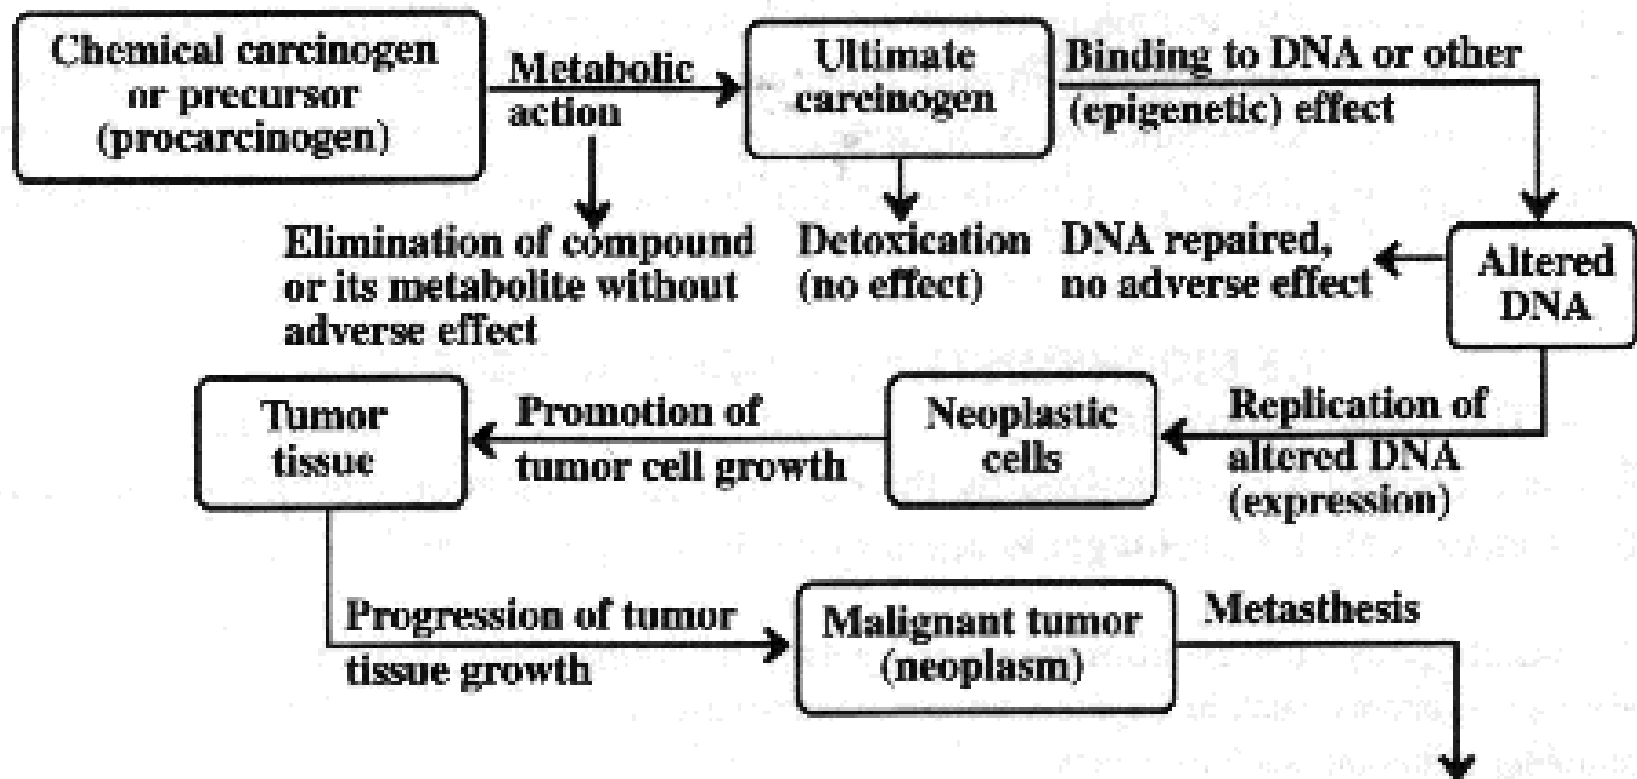 Chemical carcinogen
or precursor
(procarcinogen)
Metabolic
action
Ultimate
carcinogen
Binding to DNA or other
(epigenetic) effect
Elimination of compound
or its metabolite without
adverse effect
Detoxication
(no effect)
DNA repaired,
no adverse effect
Altered
DNA
Tumor
tissue
Promotion of
tumor cell growth
Neoplastic
cells
Replication of
altered DNA
(expression)
Progression of tumor
tissue growth
Malignant tumor
(neoplasm)
Metasthesis